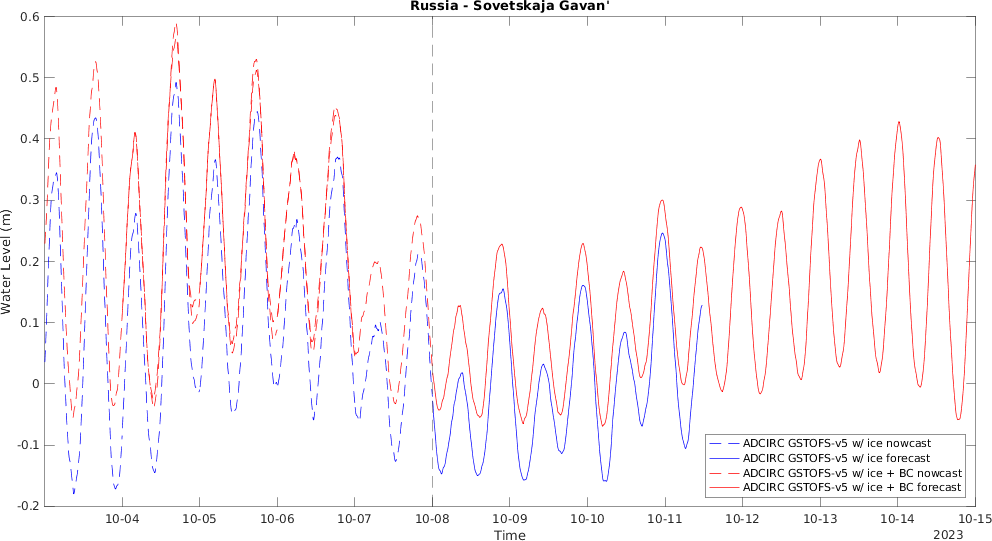 Russia - Sovetskaja Gavan'
0.6
0.5
0.4
0.3
0.2
0.1
0
-0.1
-0.2
Water Level (m)
ADCIRC GSTOFS-v5 w/ ice nowcast
ADCIRC GSTOFS-v5 w/ ice forecast
ADCIRC GSTOFS-v5 w/ ice + BC nowcast
ADCIRC GSTOFS-v5 w/ ice + BC forecast
10-04 10-05 10-06 10-07 10-08 10-09 10-10 10-11 10-12 10-13 10-14 10-15
Time
2023